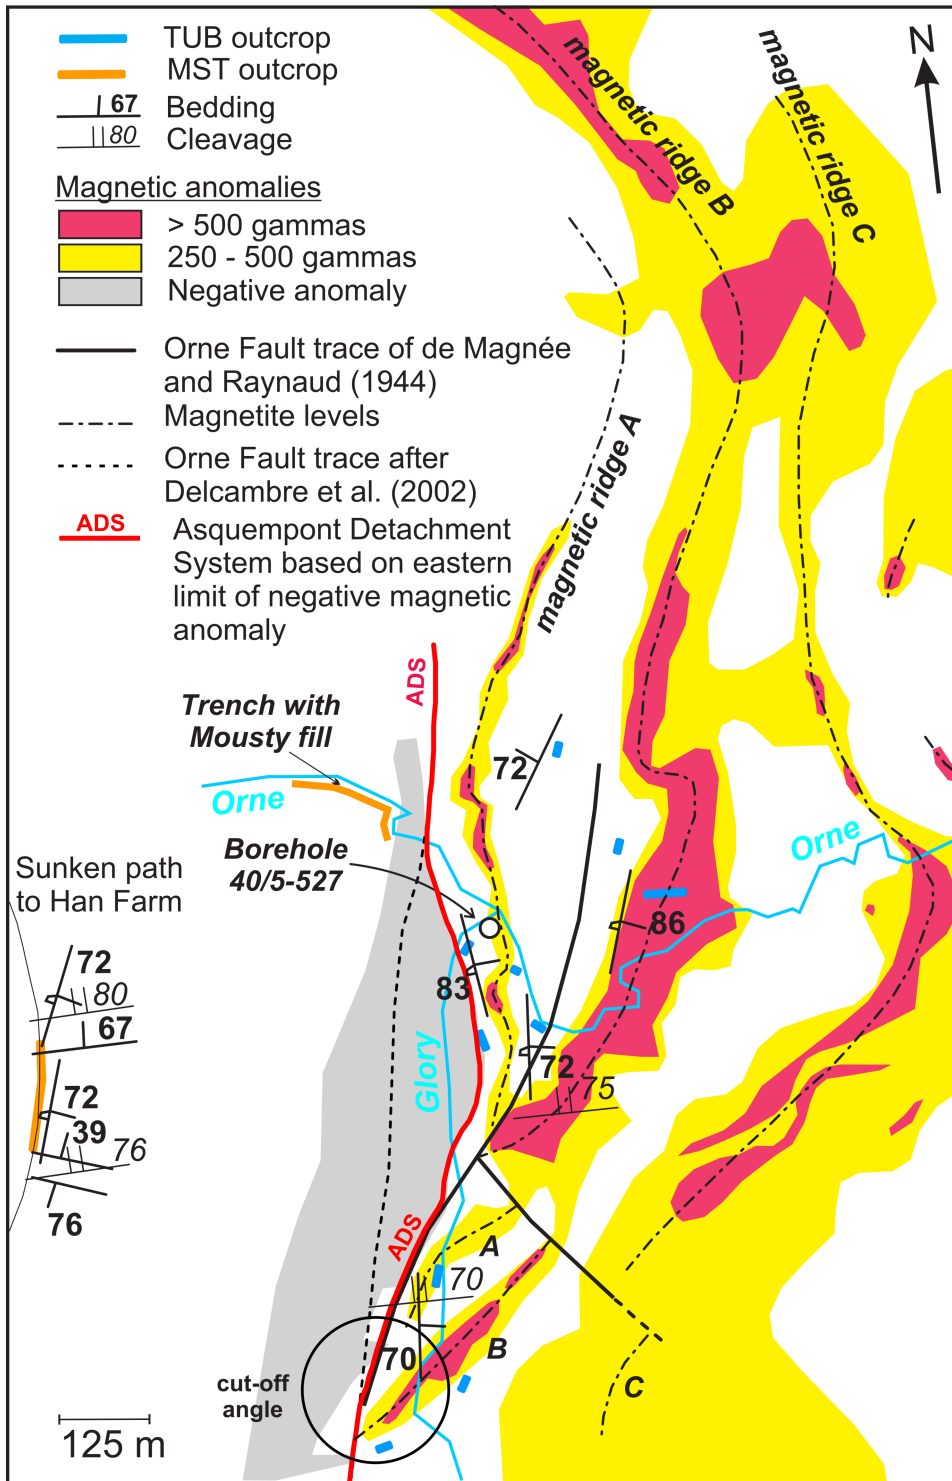 TUB outcrop
MST outcrop
67
Bedding
80
Cleavage
Magnetic anomalies
> 500 gammas
250 - 500 gammas
Negative anomaly
Orne Fault trace of de Magnée
and Raynaud (1944)
Magnetite levels
Orne Fault trace after
Delcambre et al. (2002)
ADS
Asquempont Detachment
System based on eastern
limit of negative magnetic
anomaly
N
magnetic ridge B
magnetic ridge C
magnetic ridge A
ADS
Trench with
Mousty fill
72
Orne
Orne
Borehole
40/5-527
Sunken path
to Han Farm
86
72
80
83
67
Glory
72
75
72
39
76
76
ADS
A
70
B
70
C
cut-off
angle
125 m